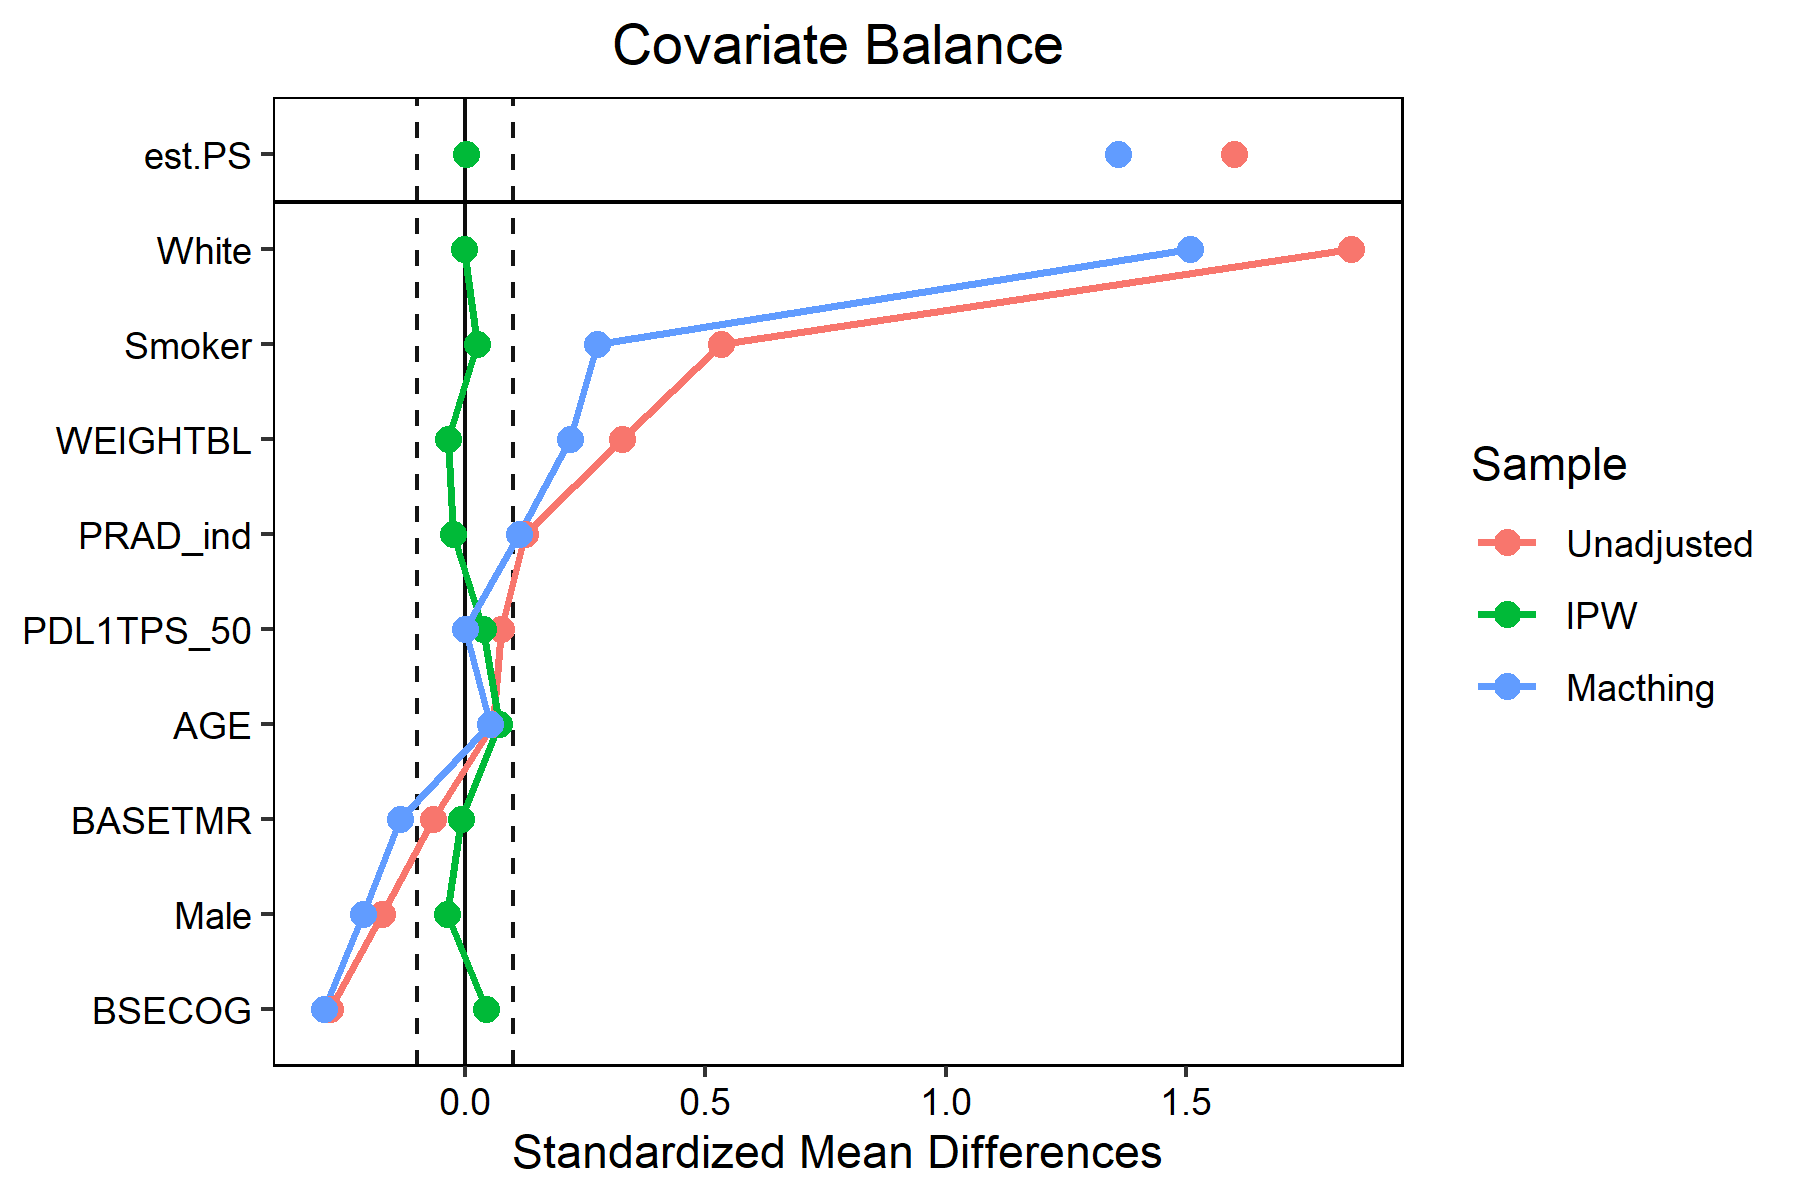 Covariate Balance
est.PS
White
Smoker
WEIGHTBL
PRAD_ind
PDL1TPS_50
AGE
BASETMR
Male
BSECOG
0.0 0.5 1.0 1.5
Standardized Mean Differences
Sample
Unadjusted
IPW
Macthing